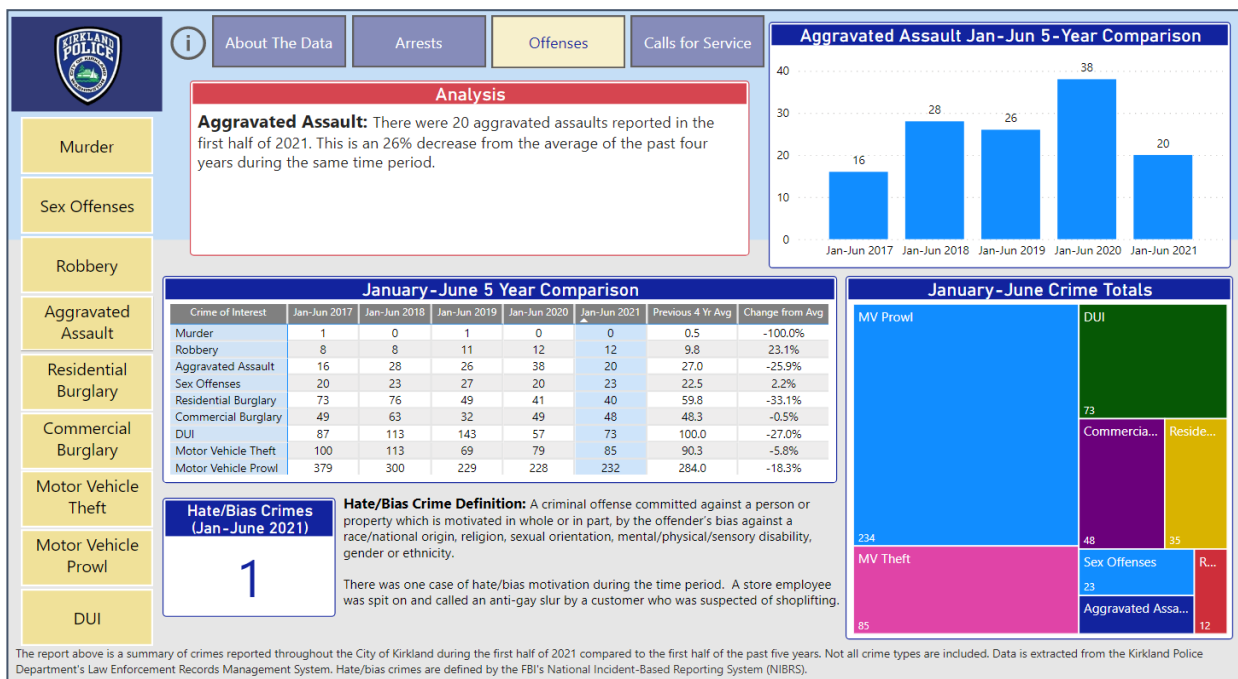 KIRKLAND
POLICE
CITY OF KIRKLAND
WASHINGTON
i
About The Data
Arrests
Offenses
Calls for Service
Murder
Sex Offenses
Robbery
Aggravated
Assault
Residential
Burglary
Commercial
Burglary
Motor Vehicle
Theft
Motor Vehicle
Prowl
DUI
Analysis
Aggravated Assault: There were 20 aggravated assaults reported in the
first half of 2021. This is an 26% decrease from the average of the past four
years during the same time period.
Aggravated Assault Jan-Jun 5-Year Comparison
40
30
20
10
0
16
28
26
38
20
Jan-Jun 2017 Jan-Jun 2018 Jan-Jun 2019 Jan-Jun 2020 Jan-Jun 2021
January-June 5 Year Comparison
Crime of Interest Jan-Jun 2017 Jan-Jun 2018 Jan-Jun 2019 Jan-Jun 2020 Jan-Jun 2021 Previous 4 Yr Avg Change from Avg
Murder 1 0 1 0 0 0.5 -100.0%
Robbery 8 8 11 12 12 9.8 23.1%
Aggravated Assault 16 28 26 38 20 27.0 -25.9%
Sex Offenses 20 23 27 20 23 22.5 2.2%
Residential Burglary 73 76 49 41 40 59.8 -33.1%
Commercial Burglary 49 63 32 49 48 48.3 -0.5%
DUI 87 113 143 57 73 100.0 -27.0%
Motor Vehicle Theft 100 113 69 79 85 90.3 -5.8%
Motor Vehicle Prowl 379 300 229 228 232 284.0 -18.3%
January-June Crime Totals
MV Prowl
234
MV Theft
85
DUI
73
Commercia...
48
Reside...
35
Sex Offenses
23
Aggravated Assa...
R...
12
Hate/Bias Crimes
(Jan-June 2021)
1
Hate/Bias Crime Definition: A criminal offense committed against a person or
property which is motivated in whole or in part, by the offender's bias against a
race/national origin, religion, sexual orientation, mental/physical/sensory disability,
gender or ethnicity.
There was one case of hate/bias motivation during the time period. A store employee
was spit on and called an anti-gay slur by a customer who was suspected of shoplifting.
The report above is a summary of crimes reported throughout the City of Kirkland during the first half of 2021 compared to the first half of the past five years. Not all crime types are included. Data is extracted from the Kirkland Police
Department's Law Enforcement Records Management System. Hate/bias crimes are defined by the FBI's National Incident-Based Reporting System (NIBRS).